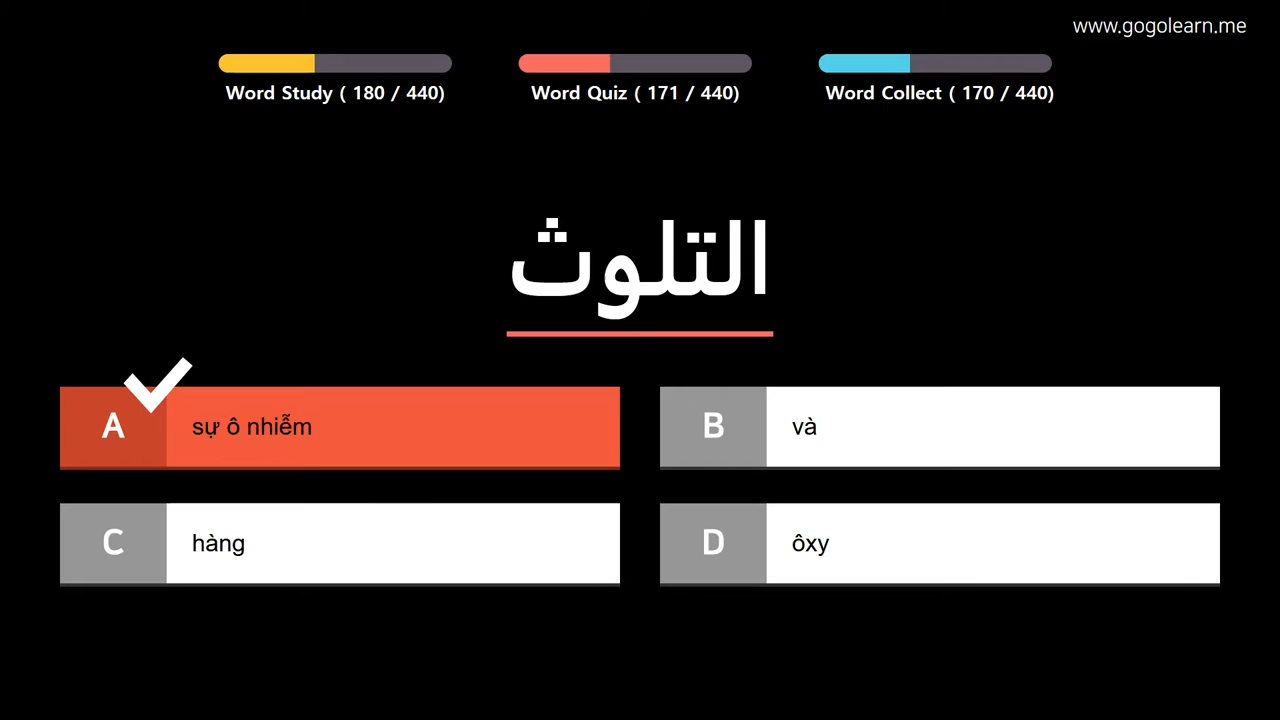 www.gogolearn.me
Word Study ( 180 / 440)
Word Quiz ( 171 / 440)
Word Collect ( 170 / 440)
التلوث
A sự ô nhiễm
B và
C hàng
D ôxy